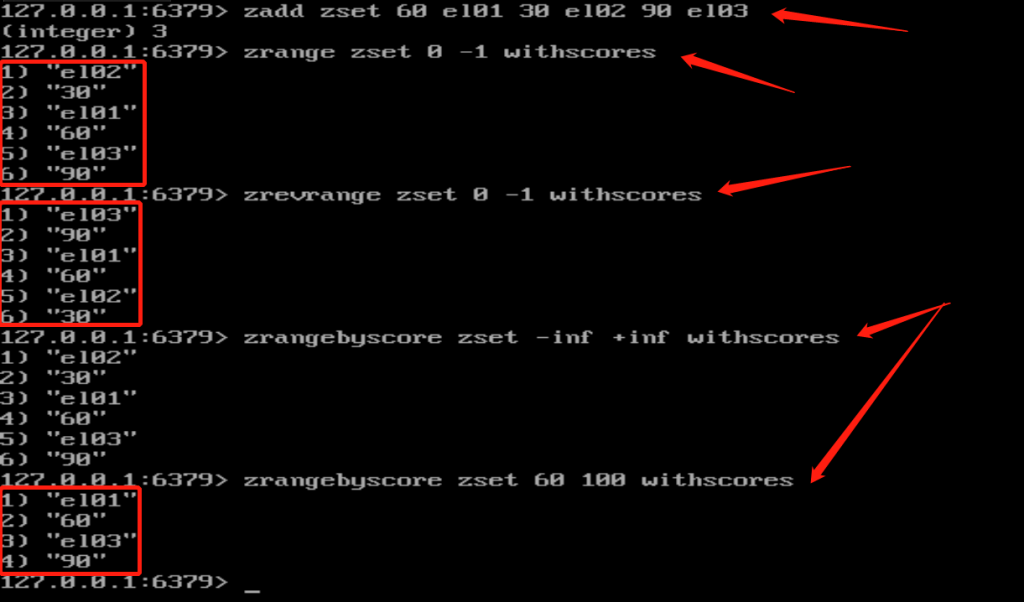 127.0.0.1:6379> zadd zset 60 el01 30 el02 90 el03
(integer) 3
127.0.0.1:6379> zrange zset 0 -1 withscores
1) "el02"
2) "30"
3) "el01"
4) "60"
5) "el03"
6) "90"
127.0.0.1:6379> zrevrange zset 0 -1 withscores
1) "el03"
2) "90"
3) "el01"
4) "60"
5) "el02"
6) "30"
127.0.0.1:6379> zrangebyscore zset -inf +inf withscores
1) "el02"
2) "30"
3) "el01"
4) "60"
5) "el03"
6) "90"
127.0.0.1:6379> zrangebyscore zset 60 100 withscores
1) "el01"
2) "60"
3) "el03"
4) "90"
127.0.0.1:6379> _